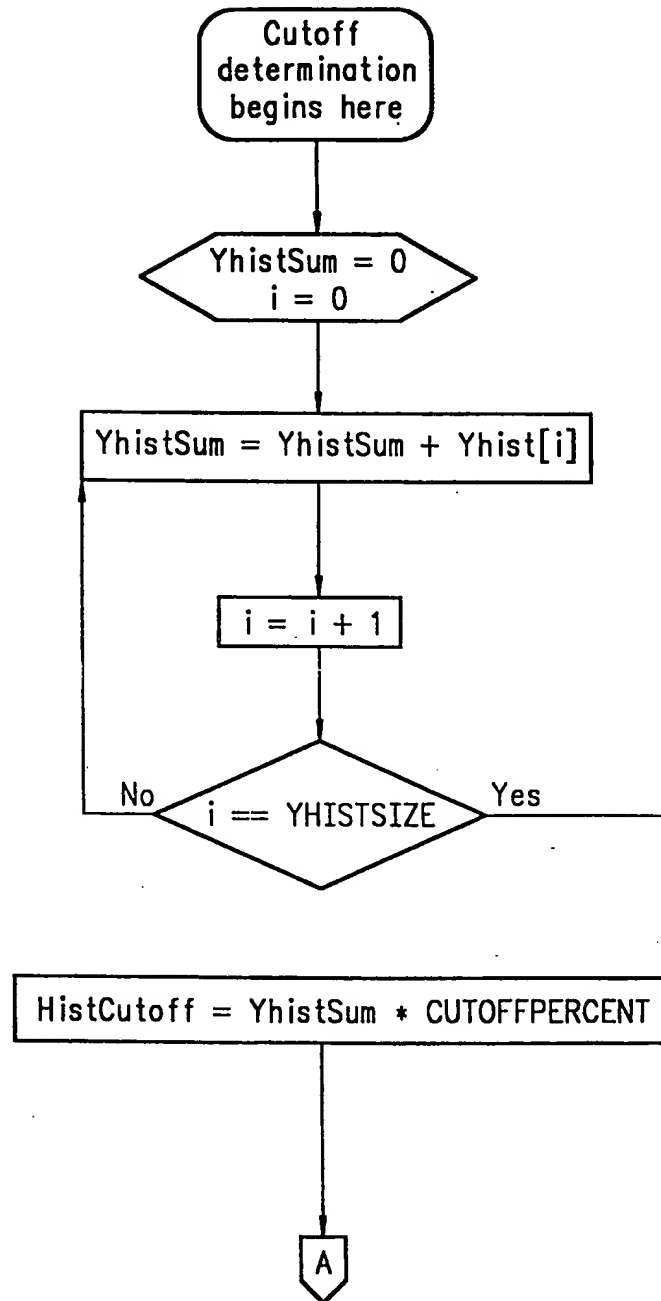 Cutoff
determination
begins here
YhistSum = 0
i = 0
YhistSum = YhistSum + Yhist[i]
i = i + 1
No
i == YHISTSIZE
Yes
HistCutoff = YhistSum * CUTOFFPERCENT
A